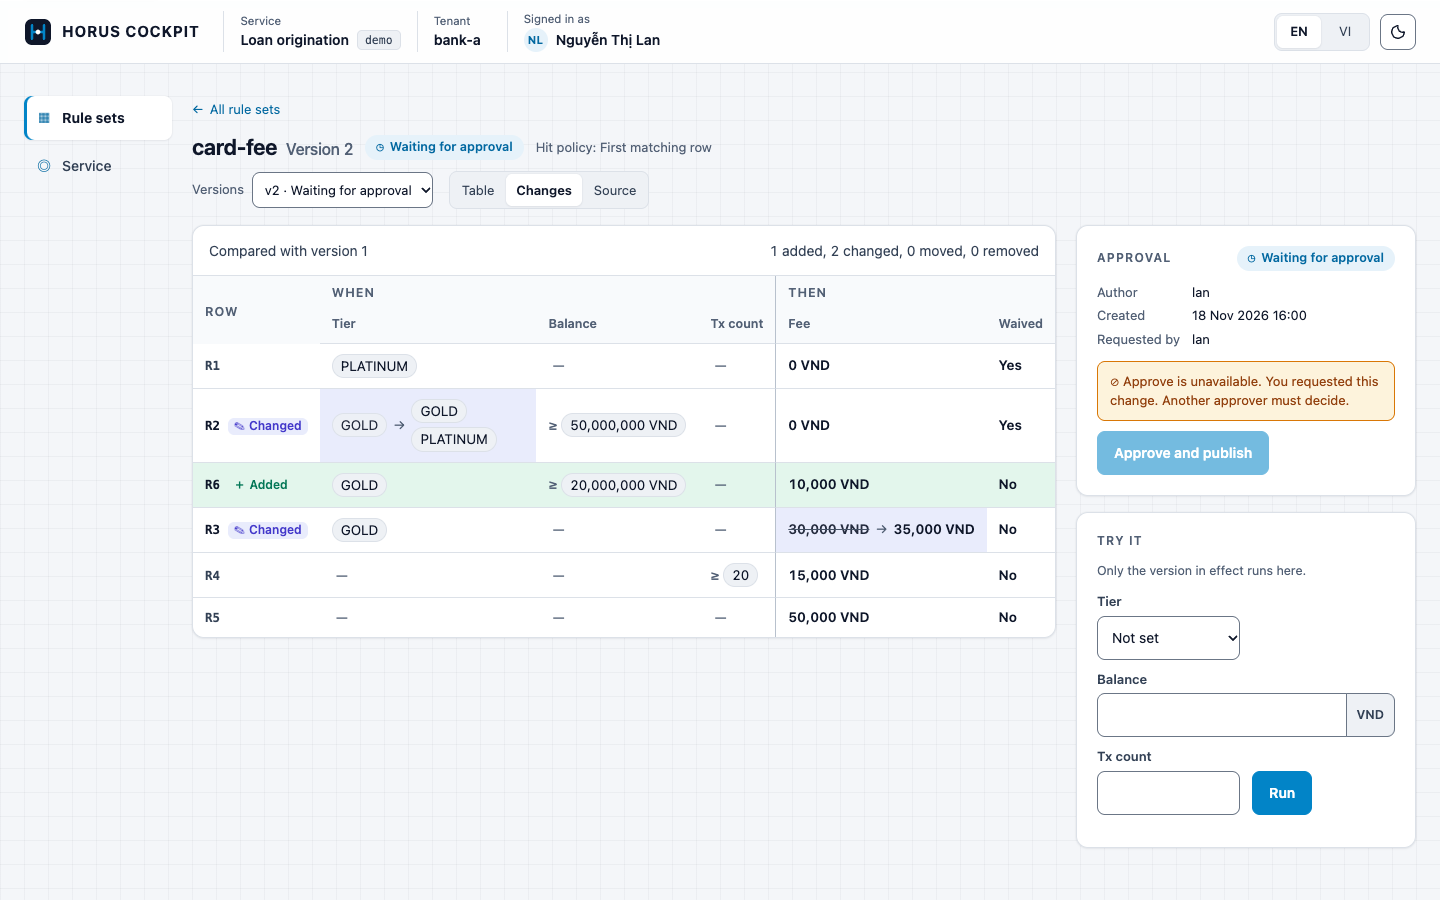 HORUS COCKPIT
Service
Loan origination demo
Tenant
bank-a
Signed in as
NL Nguyễn Thị Lan
EN VI
Rule sets
Service
← All rule sets
card-fee Version 2 Waiting for approval Hit policy: First matching row
Versions v2 · Waiting for approval Table Changes Source
Compared with version 1 1 added, 2 changed, 0 moved, 0 removed
ROW WHEN THEN
Tier Balance Tx count Fee Waived
R1 PLATINUM — — 0 VND Yes
R2 ✎ Changed GOLD → GOLD PLATINUM ≥ 50,000,000 VND — 0 VND Yes
R6 + Added GOLD ≥ 20,000,000 VND — 10,000 VND No
R3 ✎ Changed GOLD — — 30,000 VND → 35,000 VND No
R4 — — ≥ 20 15,000 VND No
R5 — — — 50,000 VND No
APPROVAL Waiting for approval
Author lan
Created 18 Nov 2026 16:00
Requested by lan
⊘ Approve is unavailable. You requested this
change. Another approver must decide.
Approve and publish
TRY IT
Only the version in effect runs here.
Tier
Not set
Balance
VND
Tx count
Run